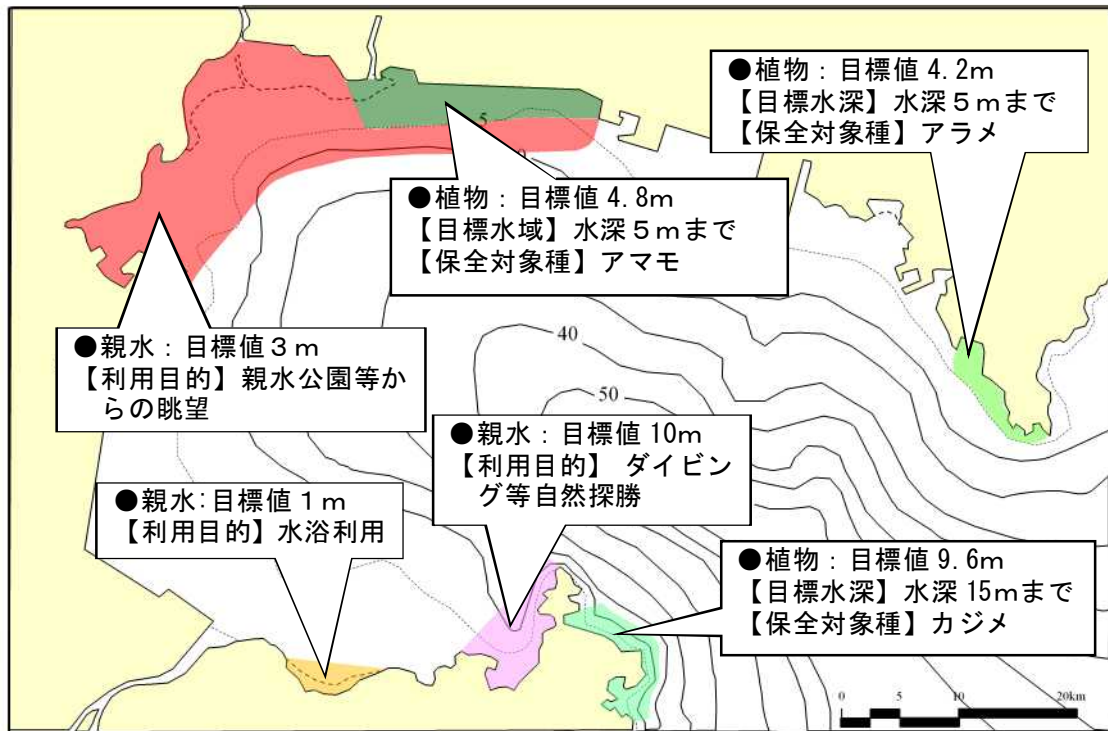 ●植物：目標値 4.2m
【目標水深】水深５ｍまで
【保全対象種】アラメ
5
●植物：目標値 4.8m
【目標水域】水深５ｍまで
【保全対象種】アマモ
●親水：目標値３ｍ
【利用目的】親水公園等か
らの眺望
40
50
●親水：目標値 10m
【利用目的】 ダイビン
グ等自然探勝
●親水:目標値１ｍ
【利用目的】水浴利用
●植物：目標値 9.6m
【目標水深】水深 15mまで
【保全対象種】カジメ
0 5 10 20km